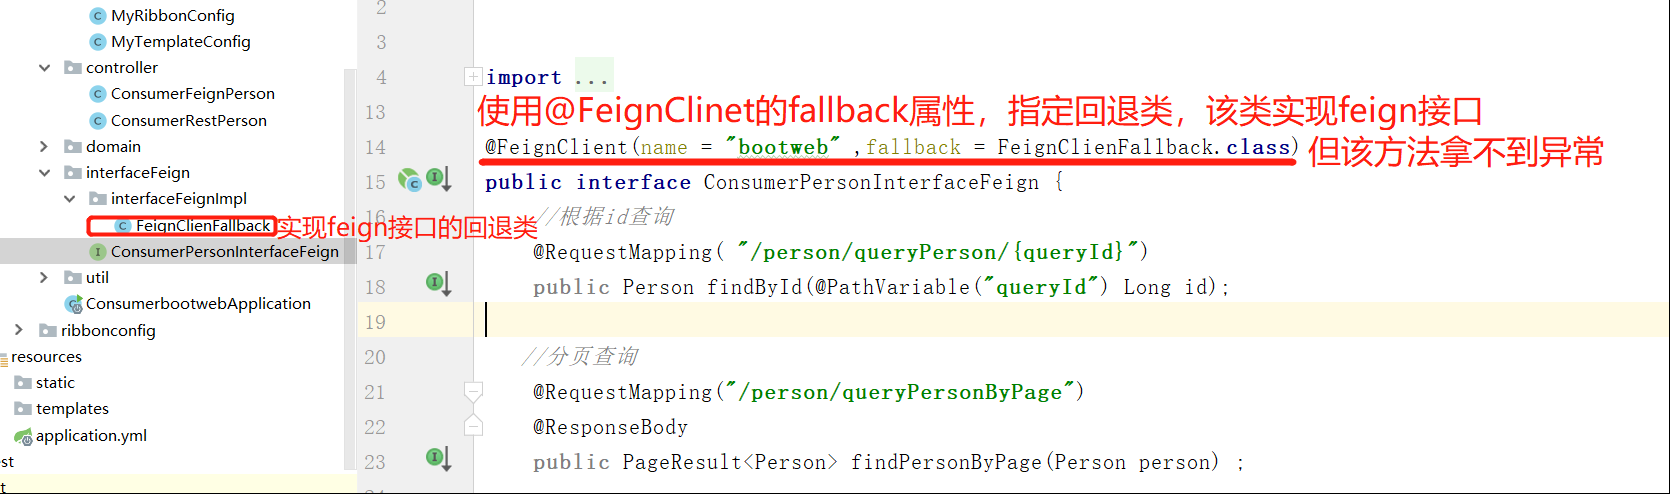 MyRibbonConfig
MyTemplateConfig
controller
ConsumerFeignPerson
ConsumerRestPerson
domain
interfaceFeign
interfaceFeignImpl
FeignClienFallback 实现feign接口的回退类
ConsumerPersonInterfaceFeign
util
ConsumerbootwebApplication
ribbonconfig
resources
static
templates
application.yml
est
t
2
3
4 import ...
13 使用@FeignClinet的fallback属性，指定回退类，该类实现feign接口
14 @FeignClient(name = "bootweb" ,fallback = FeignClienFallback.class) 但该方法拿不到异常
15 public interface ConsumerPersonInterfaceFeign {
16 //根据id查询
17 @RequestMapping( "/person/queryPerson/{queryId}")
18 public Person findById(@PathVariable("queryId") Long id);
19
20 //分页查询
21 @RequestMapping("/person/queryPersonByPage")
22 @ResponseBody
23 public PageResult<Person> findPersonByPage(Person person) ;